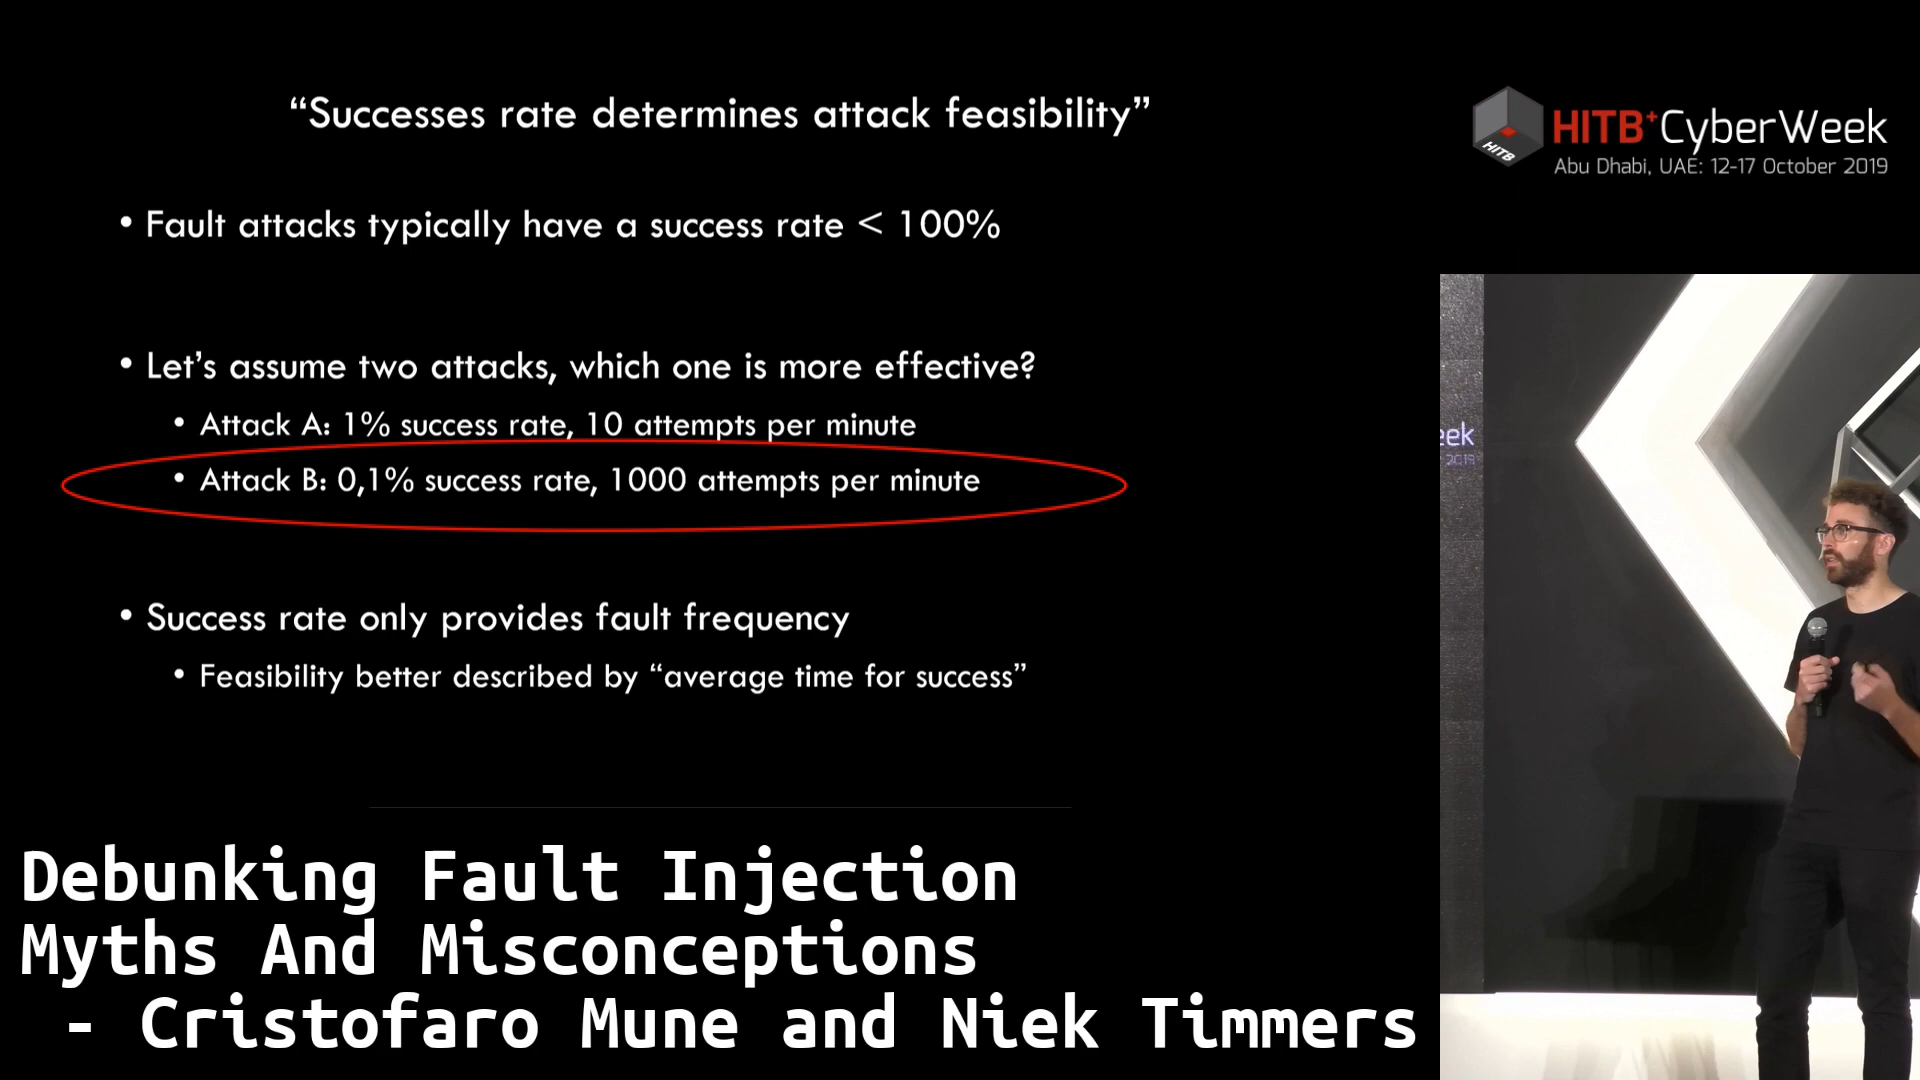 “Successes rate determines attack feasibility”
HITB+CyberWeek
HITB
Abu Dhabi, UAE: 12-17 October 2019
• Fault attacks typically have a success rate < 100%
• Let’s assume two attacks, which one is more effective?
• Attack A: 1% success rate, 10 attempts per minute
• Attack B: 0,1% success rate, 1000 attempts per minute
• Success rate only provides fault frequency
• Feasibility better described by “average time for success”
eek
2019
Debunking Fault Injection
Myths And Misconceptions
- Cristofaro Mune and Niek Timmers